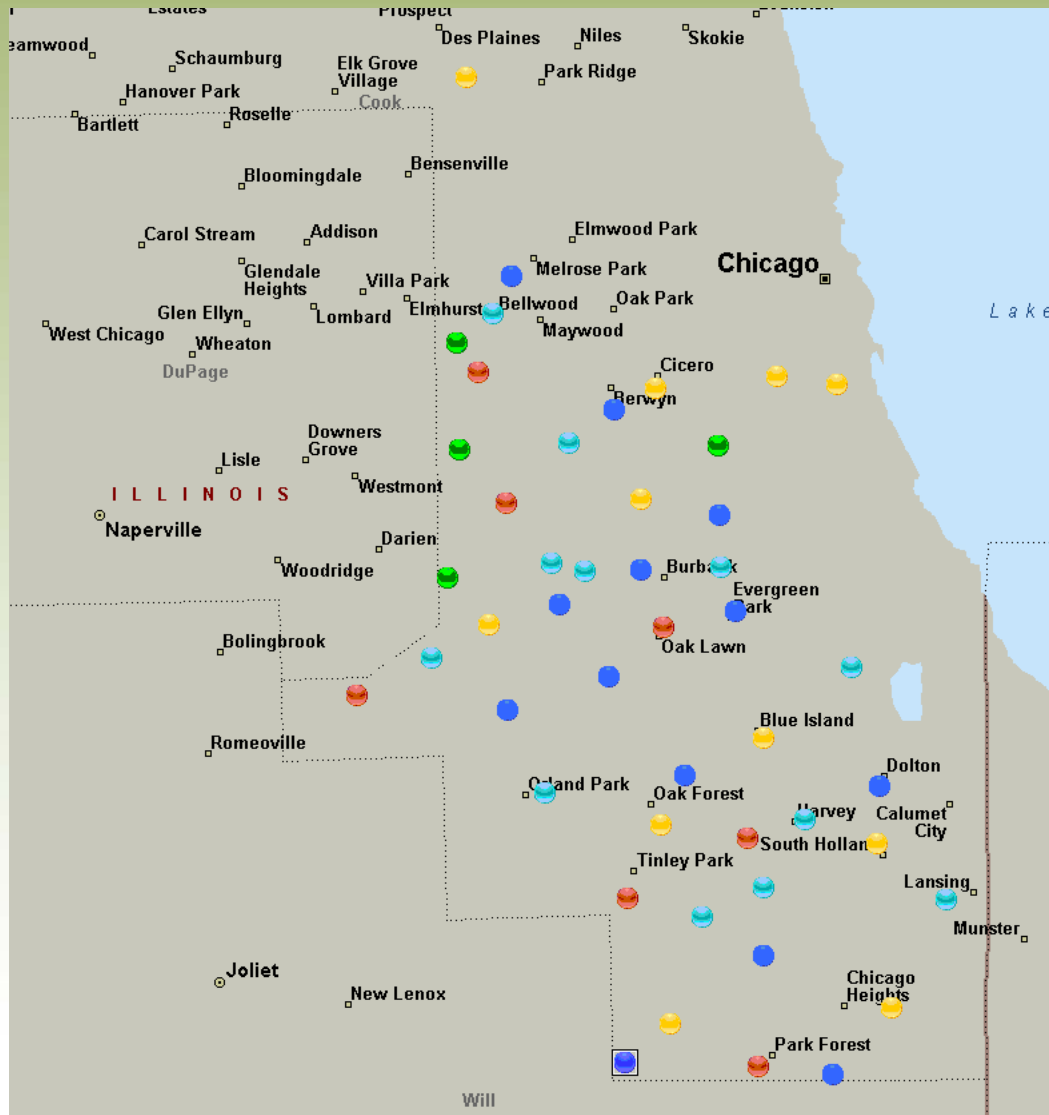 Estates
Prospect
Des Plaines
Niles
Skokie
eamwood
Schaumburg
Elk Grove
Village
Park Ridge
Hanover Park
Cook
Bartlett
Roselle
Bensenville
Bloomingdale
Carol Stream
Addison
Elmwood Park
Glendale
Heights
Villa Park
Melrose Park
Chicago
Glen Ellyn
Lombard
Elmhurst
Bellwood
Oak Park
Lake
West Chicago
Wheaton
Maywood
DuPage
Cicero
Berwyn
Downers
Grove
Lisle
Westmont
ILLINOIS
Naperville
Darien
Woodridge
Burbank
Evergreen
Park
Bolingbrook
Oak Lawn
Blue Island
Romeoville
Orland Park
Oak Forest
Dolton
Harvey
Calumet
City
South Holland
Tinley Park
Lansing
Munster
Joliet
New Lenox
Chicago
Heights
Park Forest
Will